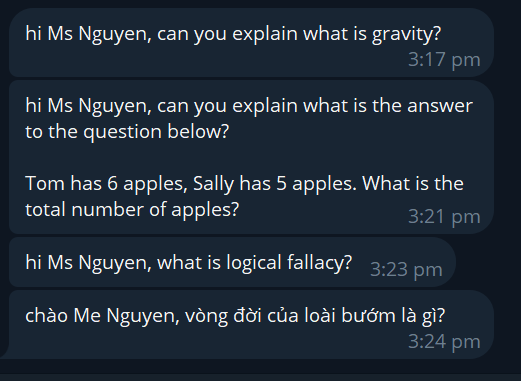 hi Ms Nguyen, can you explain what is gravity?
3:17 pm
hi Ms Nguyen, can you explain what is the answer
to the question below?
Tom has 6 apples, Sally has 5 apples. What is the
total number of apples?
3:21 pm
hi Ms Nguyen, what is logical fallacy?
3:23 pm
chào Me Nguyen, vòng đời của loài bướm là gì?
3:24 pm